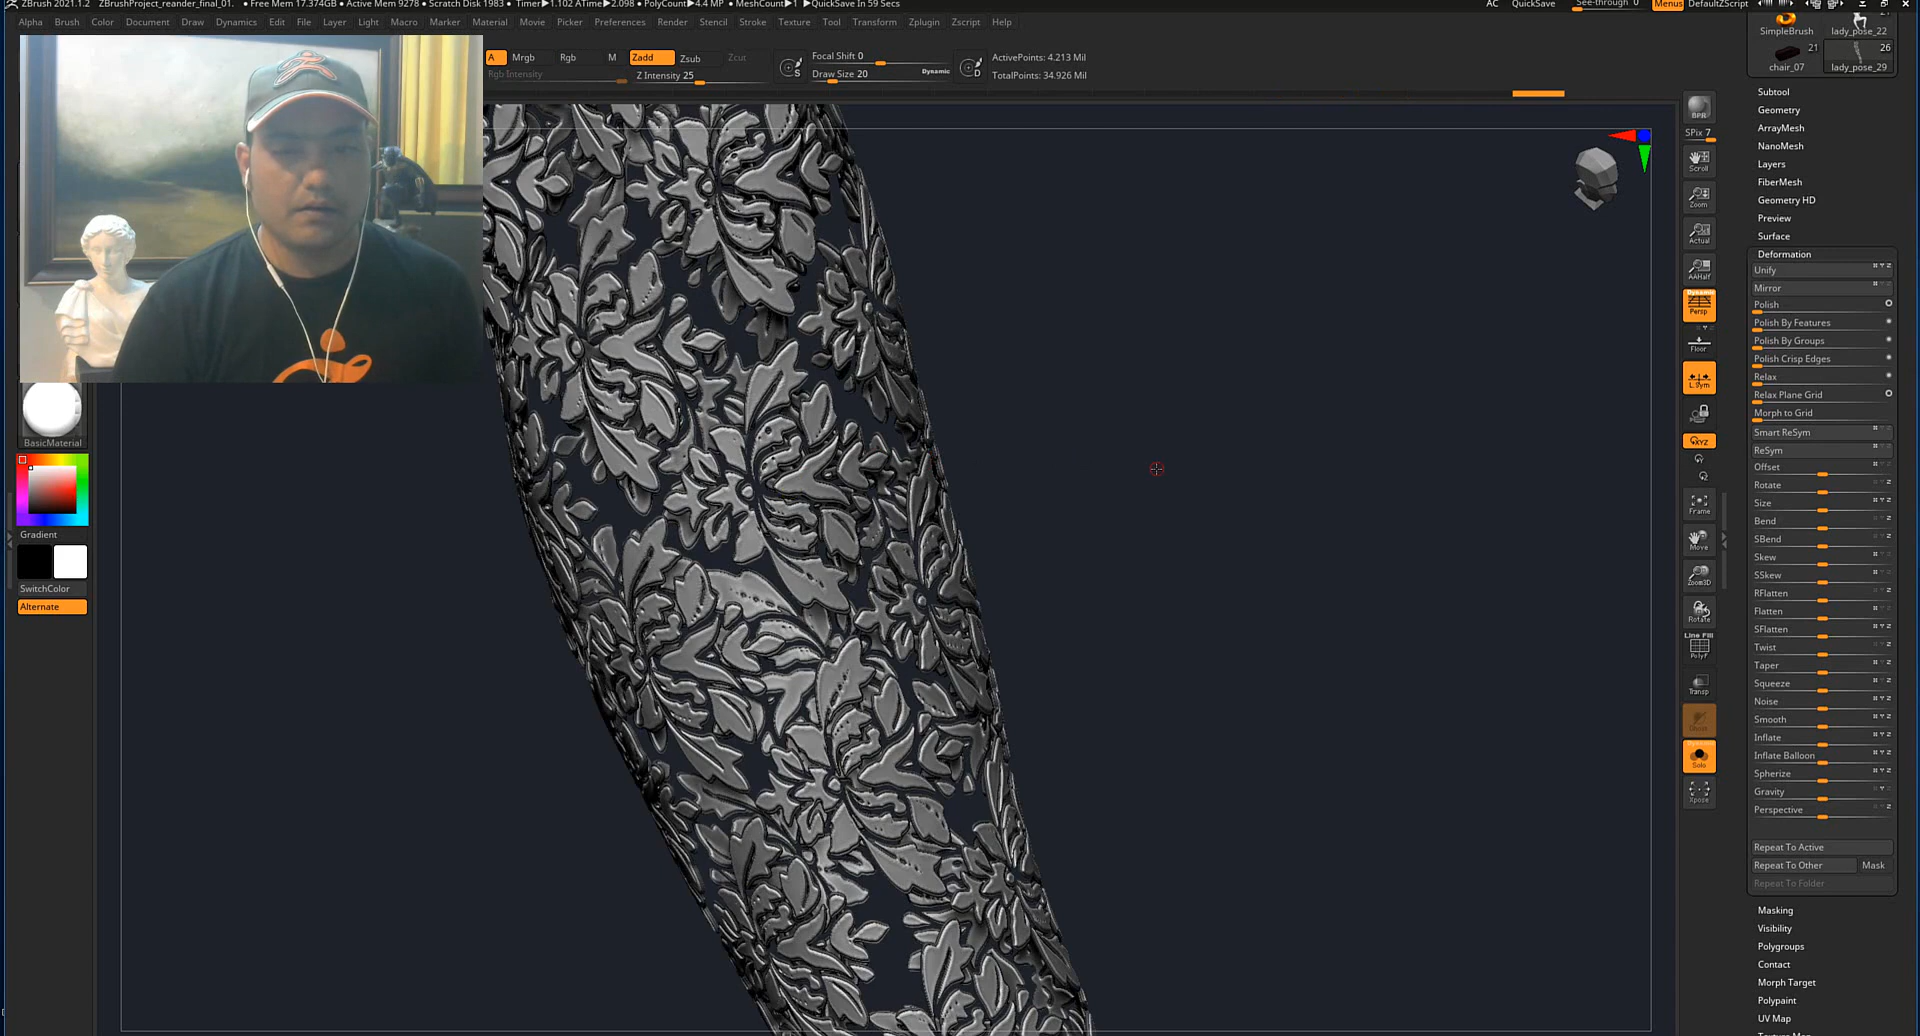 ZBrush 2021.1.2 ZBrushProject_reander_final_01. • Free Mem 17.374GB • Active Mem 9278 • Scratch Disk 1983 • Timer▶1.102 ATime▶2.098 • PolyCount▶4.4 MP • MeshCount▶1 ▶QuickSave In 59 Secs AC QuickSave See-through 0 Menus DefaultZScript
Alpha Brush Color Document Draw Dynamics Edit File Layer Light Macro Marker Material Movie Picker Preferences Render Stencil Stroke Texture Tool Transform Zplugin Zscript Help
A Mrgb Rgb M Zadd Zsub Zcut
Rgb Intensity Z Intensity 25
Focal Shift 0
Draw Size 20 Dynamic
S
D
ActivePoints: 4.213 Mil
TotalPoints: 34.926 Mil
BasicMaterial
Gradient
SwitchColor
Alternate
BPR
SPix 7
Scroll
Zoom
Actual
AAHalf
Dynamic
Persp
Floor
L.Sym
XYZ
Frame
Move
Zoom3D
Rotate
Line Fill
PolyF
Transp
Dynamic
Solo
Xpose
SimpleBrush lady_pose_22
21 26
chair_07 lady_pose_29
Subtool
Geometry
ArrayMesh
NanoMesh
Layers
FiberMesh
Geometry HD
Preview
Surface
Deformation
Unify
Mirror
Polish
Polish By Features
Polish By Groups
Polish Crisp Edges
Relax
Relax Plane Grid
Morph to Grid
Smart ReSym
ReSym
Offset
Rotate
Size
Bend
SBend
Skew
SSkew
RFlatten
Flatten
SFlatten
Twist
Taper
Squeeze
Noise
Smooth
Inflate
Inflate Balloon
Spherize
Gravity
Perspective
Repeat To Active
Repeat To Other Mask
Repeat To Folder
Masking
Visibility
Polygroups
Contact
Morph Target
Polypaint
UV Map